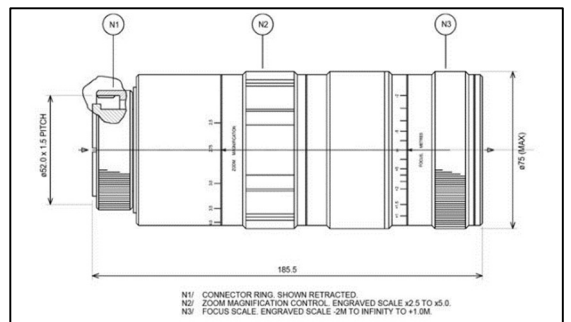 N1
N2
N3
ø52.0 x 1.5 PITCH
ZOOM MAGNIFICATION
FOCUS METRES
ø75 (MAX)
185.5
N1/ CONNECTOR RING. SHOWN RETRACTED.
N2/ ZOOM MAGNIFICATION CONTROL. ENGRAVED SCALE x2.5 TO x5.0.
N3/ FOCUS SCALE. ENGRAVED SCALE -2M TO INFINITY TO +1.0M.